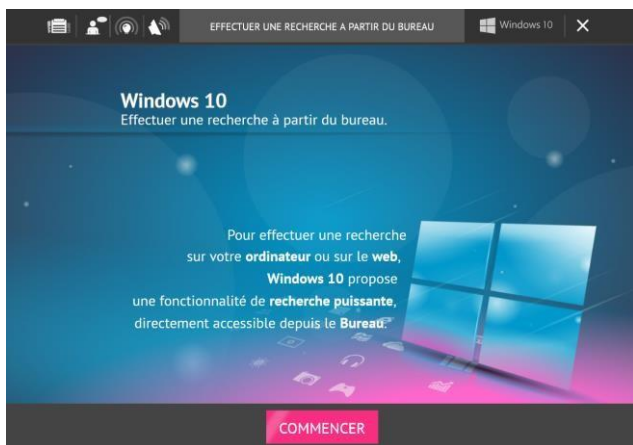 EFFECTUER UNE RECHERCHE A PARTIR DU BUREAU
Windows 10
Windows 10
Effectuer une recherche à partir du bureau.
Pour effectuer une recherche
sur votre ordinateur ou sur le web,
Windows 10 propose
une fonctionnalité de recherche puissante,
directement accessible depuis le Bureau.
COMMENCER